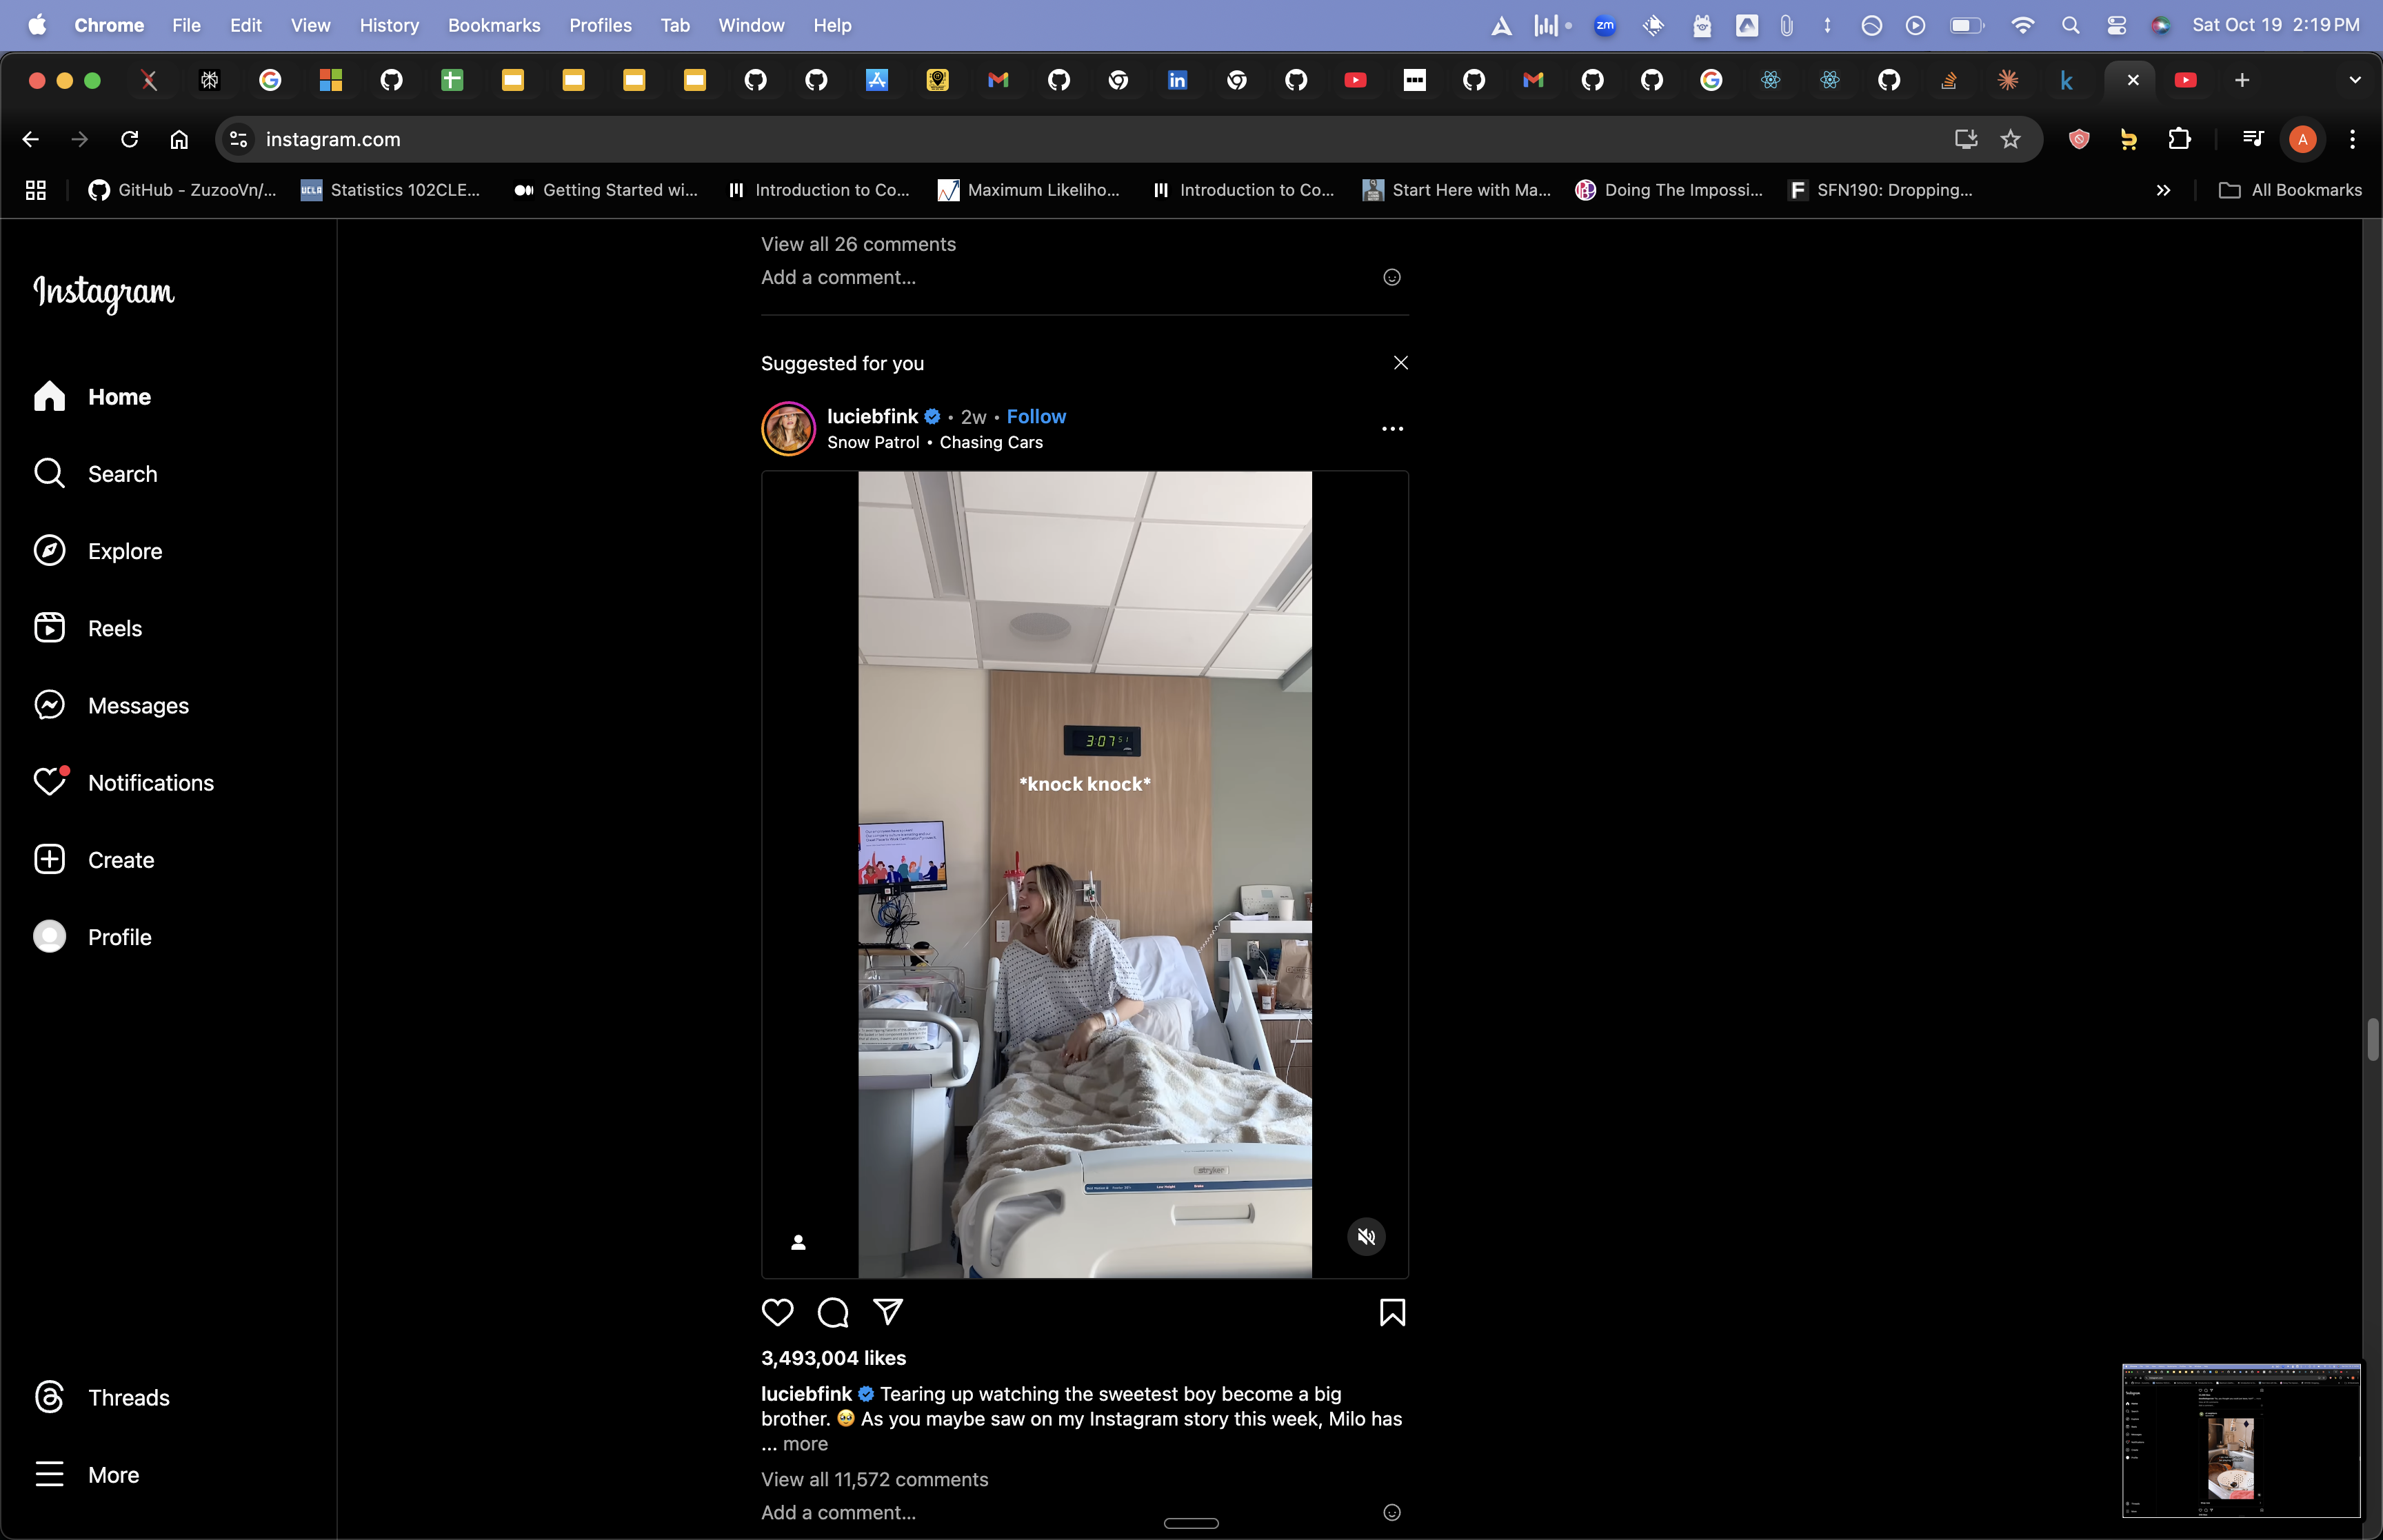 Chrome File Edit View History Bookmarks Profiles Tab Window Help
zm
Sat Oct 19 2:19 PM
instagram.com
A
GitHub - ZuzooVn/...
UCLA Statistics 102CLE...
Getting Started wi...
Introduction to Co...
Maximum Likeliho...
Introduction to Co...
Start Here with Ma...
Doing The Impossi...
SFN190: Dropping...
All Bookmarks
Instagram
Home
Search
Explore
Reels
Messages
Notifications
Create
Profile
Threads
More
View all 26 comments
Add a comment...
Suggested for you
luciebfink • 2w • Follow
Snow Patrol • Chasing Cars
3:07 51
*knock knock*
stryker
3,493,004 likes
luciebfink Tearing up watching the sweetest boy become a big
brother. 🥹 As you maybe saw on my Instagram story this week, Milo has
... more
View all 11,572 comments
Add a comment...